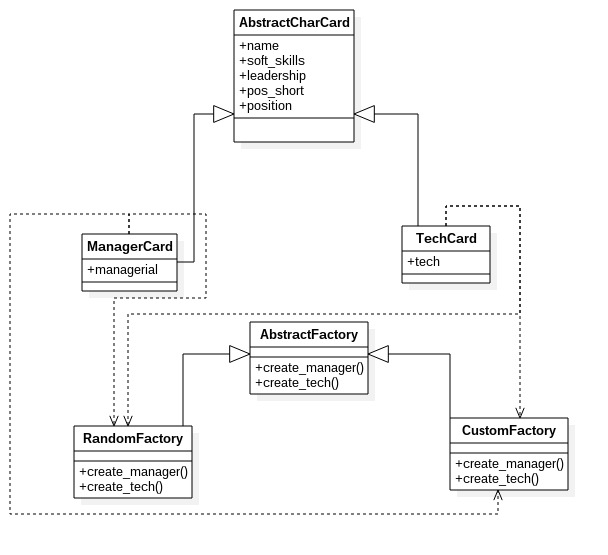 AbstractCharCard
+name
+soft_skills
+leadership
+pos_short
+position
ManagerCard
+managerial
TechCard
+tech
AbstractFactory
+create_manager()
+create_tech()
RandomFactory
+create_manager()
+create_tech()
CustomFactory
+create_manager()
+create_tech()